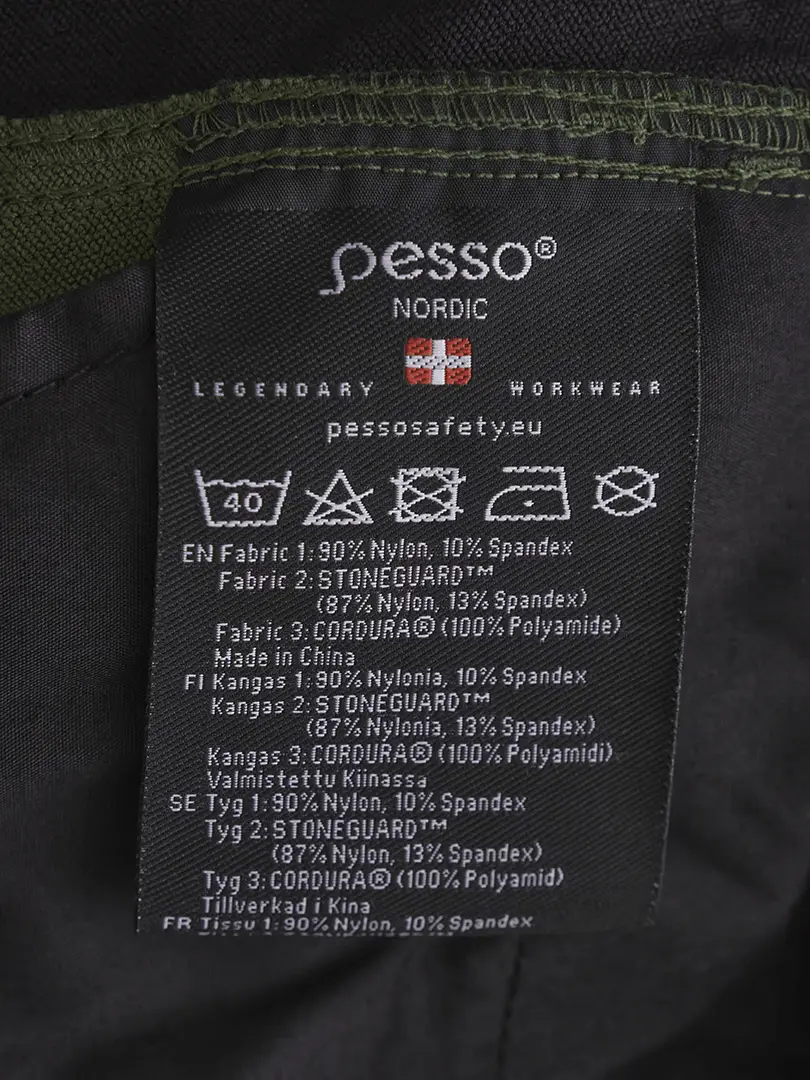 pesso®
NORDIC
LEGENDARY WORKWEAR
pessosafety.eu
40
EN Fabric 1: 90% Nylon, 10% Spandex
Fabric 2: STONEGUARD™
(87% Nylon, 13% Spandex)
Fabric 3: CORDURA® (100% Polyamide)
Made in China
FI Kangas 1: 90% Nylonia, 10% Spandex
Kangas 2: STONEGUARD™
(87% Nylonia, 13% Spandex)
Kangas 3: CORDURA® (100% Polyamidi)
Valmistettu Kiinassa
SE Tyg 1: 90% Nylon, 10% Spandex
Tyg 2: STONEGUARD™
(87% Nylon, 13% Spandex)
Tyg 3: CORDURA® (100% Polyamid)
Tillverkad i Kina
FR Tissu 1: 90% Nylon, 10% Spandex